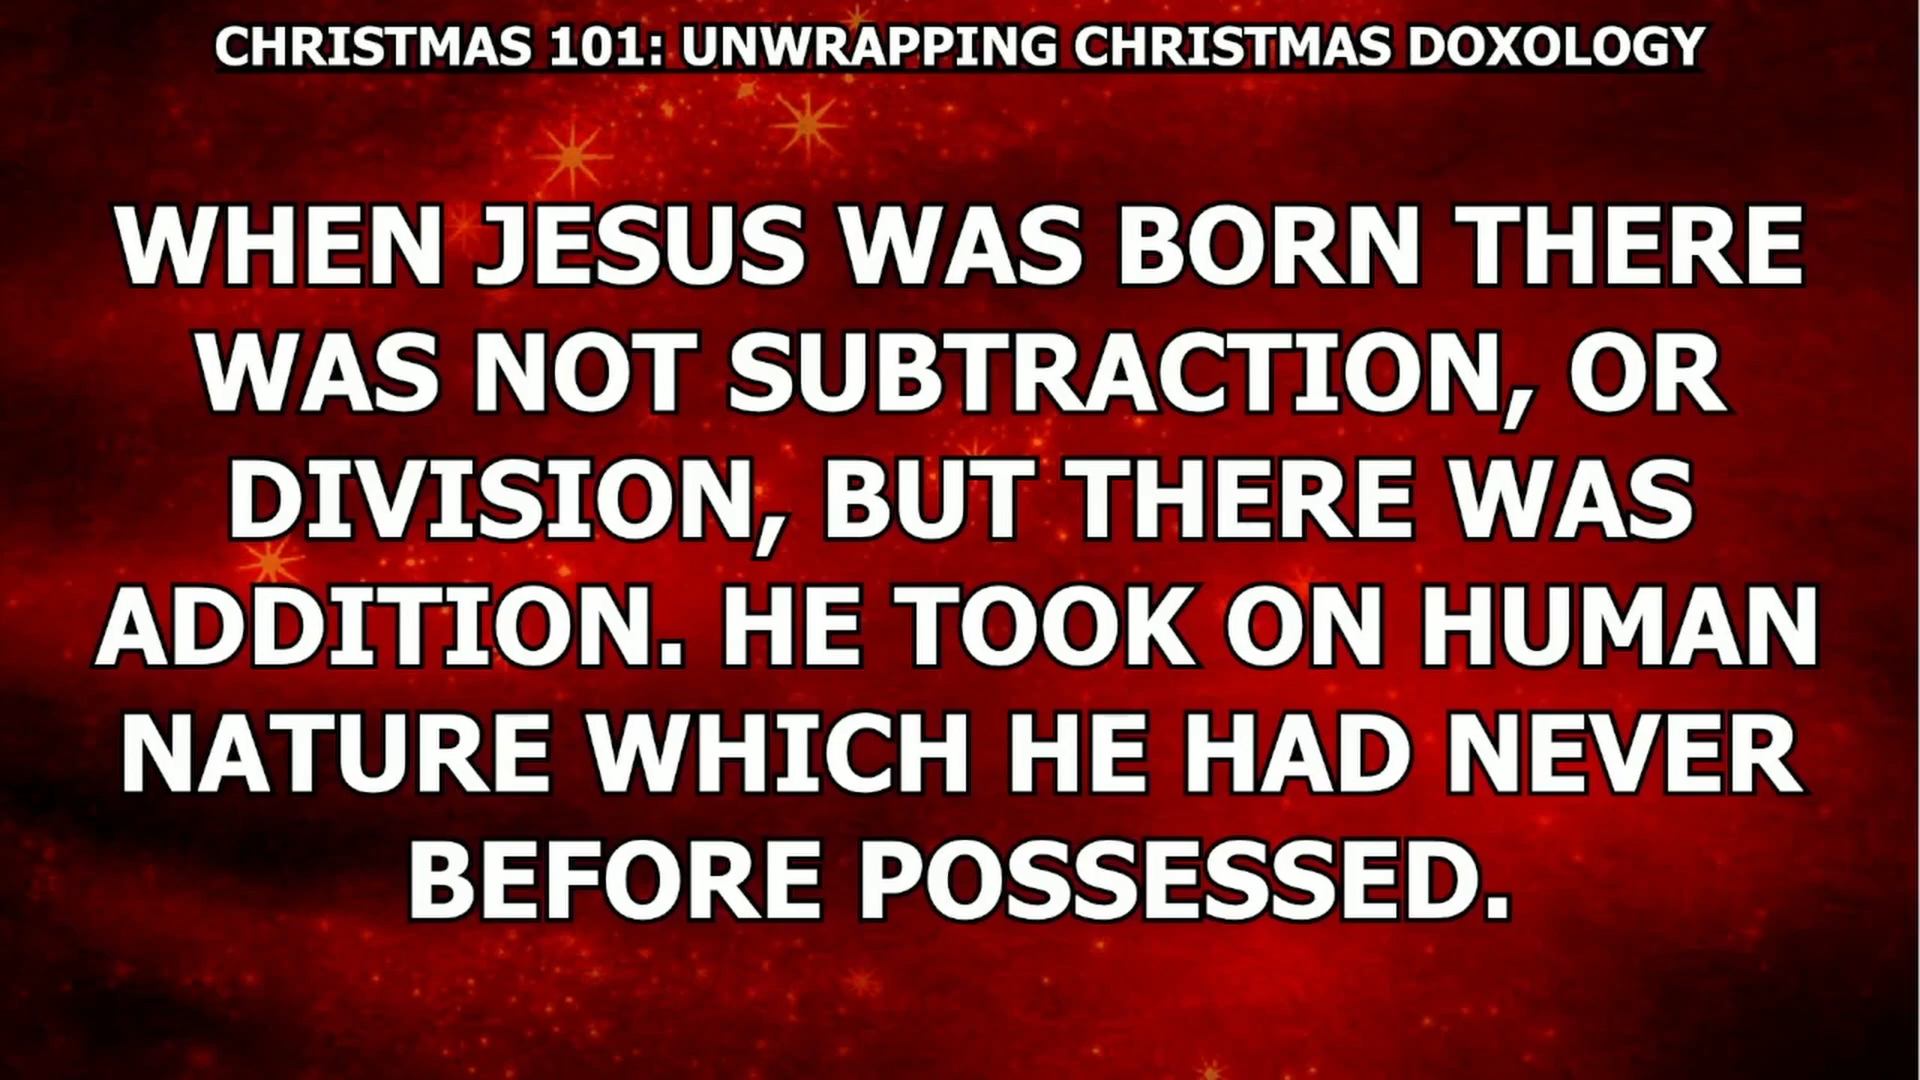 CHRISTMAS 101: UNWRAPPING CHRISTMAS DOXOLOGY
WHEN JESUS WAS BORN THERE
WAS NOT SUBTRACTION, OR
DIVISION, BUT THERE WAS
ADDITION. HE TOOK ON HUMAN
NATURE WHICH HE HAD NEVER
BEFORE POSSESSED.